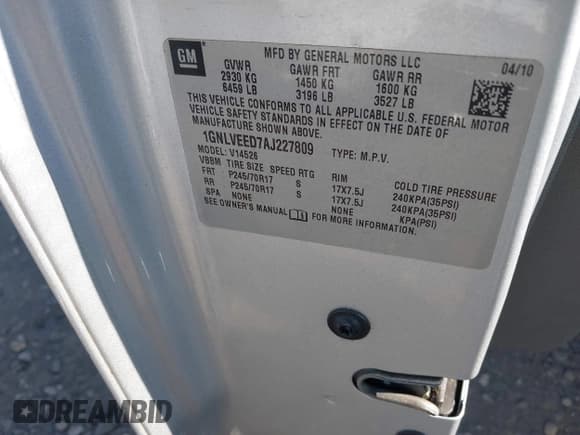 GM
MFD BY GENERAL MOTORS LLC
04/10
GVWR GAWR FRT GAWR RR
2930 KG 1450 KG 1600 KG
6459 LB 3196 LB 3527 LB
THIS VEHICLE CONFORMS TO ALL APPLICABLE U.S. FEDERAL MOTOR
VEHICLE SAFETY STANDARDS IN EFFECT ON THE DATE OF
MANUFACTURE SHOWN ABOVE.
1GNLVEED7AJ227809 TYPE: M.P.V.
MODEL: V14526
VBBM TIRE SIZE SPEED RTG RIM COLD TIRE PRESSURE
FRT P245/70R17 S 17X7.5J 240KPA(35PSI)
RR P245/70R17 S 17X7.5J 240KPA(35PSI)
SPA NONE NONE KPA(PSI)
SEE OWNER'S MANUAL FOR MORE INFORMATION.
DREAMBID